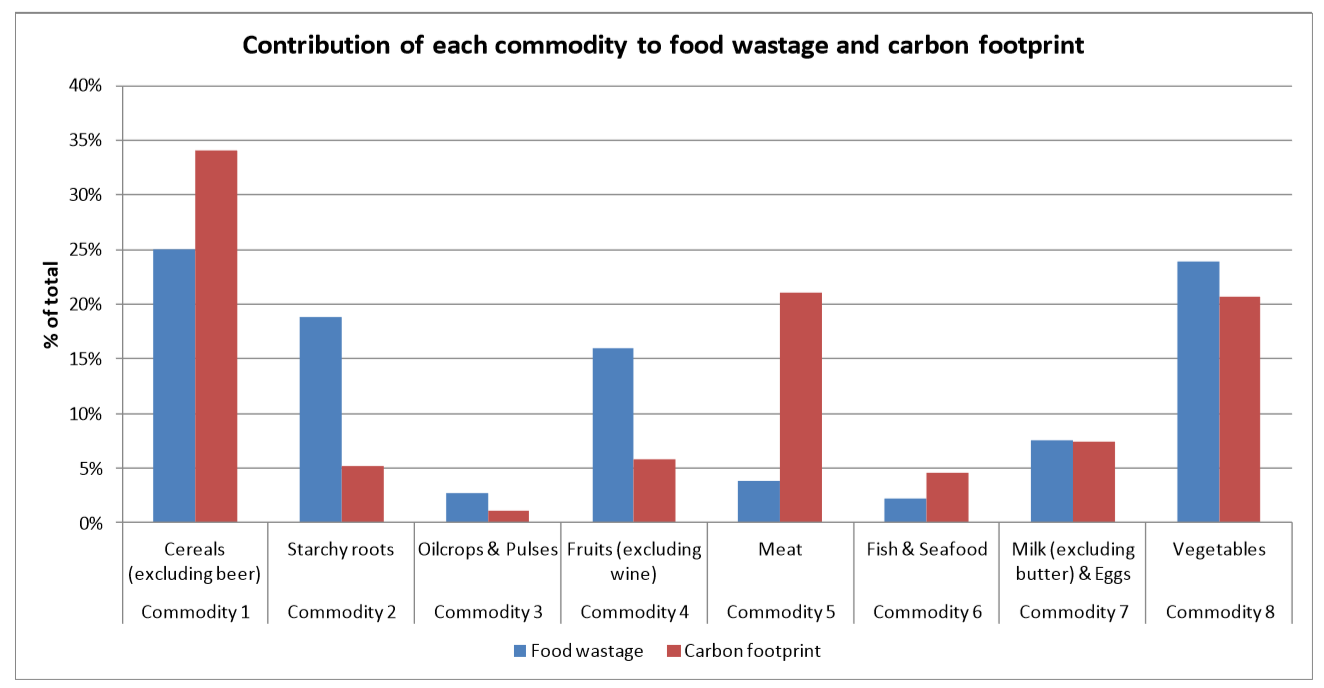 Contribution of each commodity to food wastage and carbon footprint
40%
35%
30%
25%
20%
15%
10%
5%
0%
% of total
Cereals
(excluding beer)
Starchy roots
Oilcrops & Pulses
Fruits (excluding
wine)
Meat
Fish & Seafood
Milk (excluding
butter) & Eggs
Vegetables
Commodity 1
Commodity 2
Commodity 3
Commodity 4
Commodity 5
Commodity 6
Commodity 7
Commodity 8
Food wastage
Carbon footprint